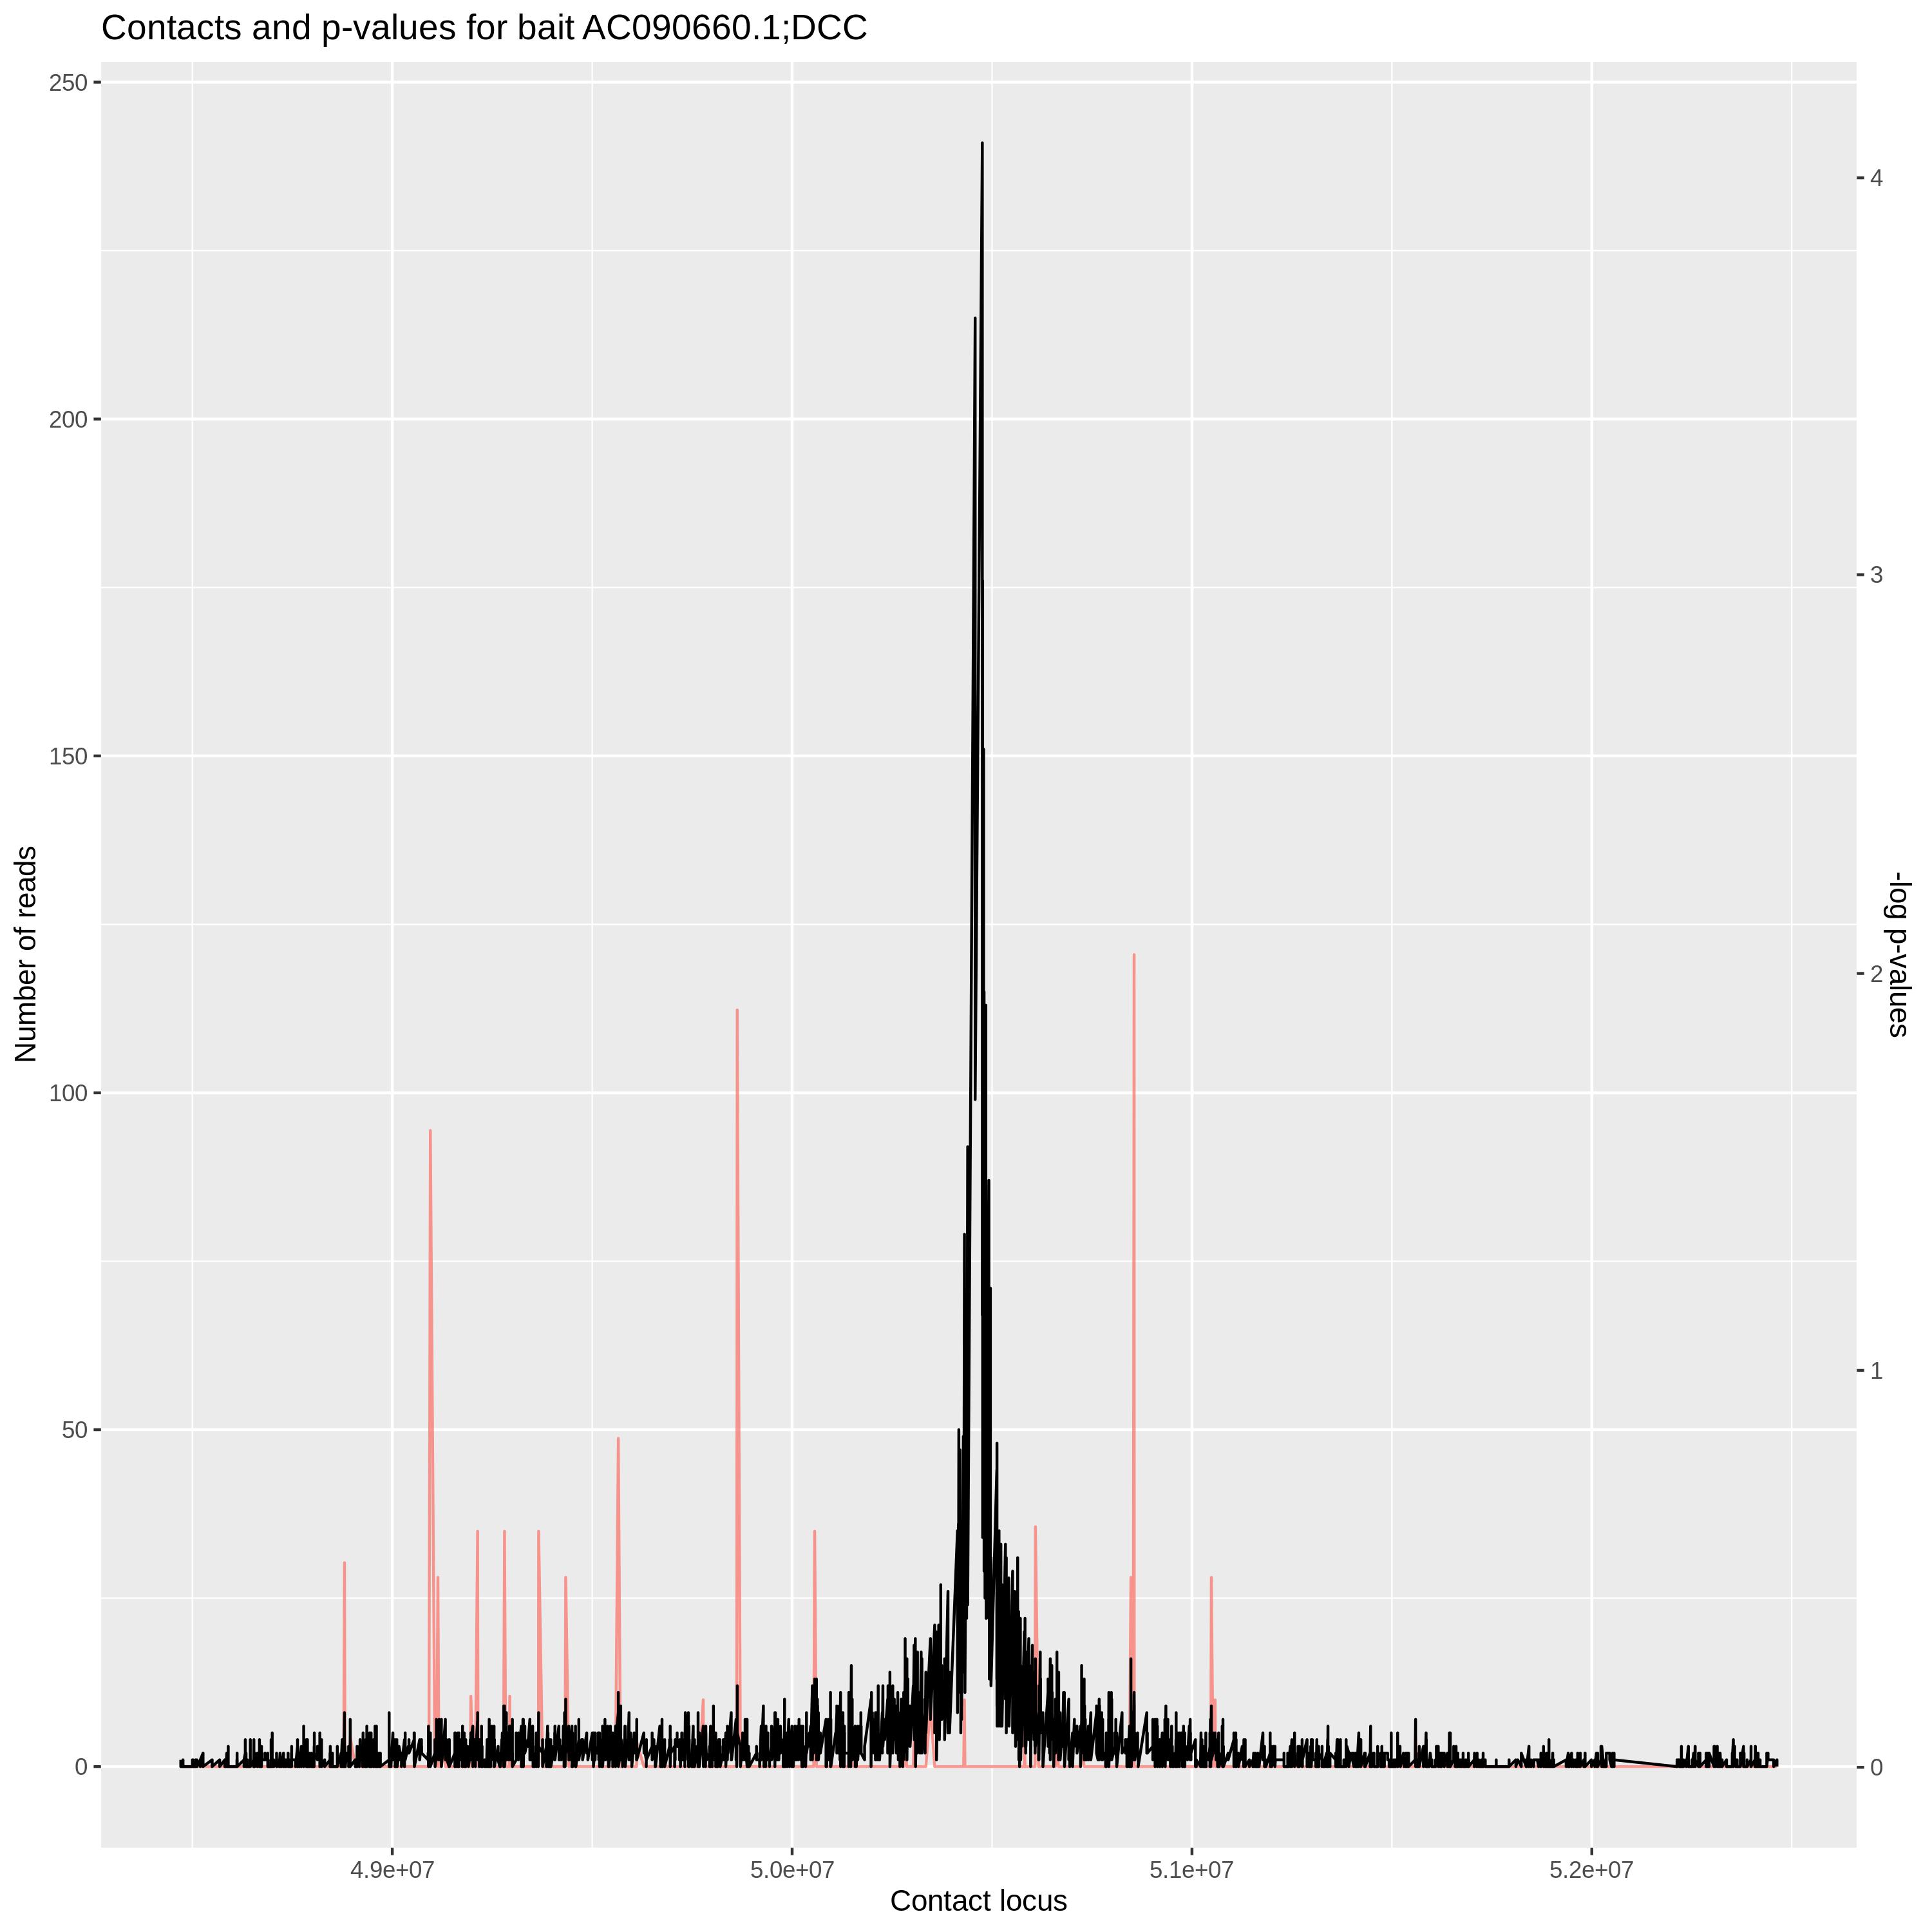 Contacts and p-values for bait AC090660.1;DCC
250
200
150
100
50
0
Number of reads
4
3
2
1
0
-log p-values
4.9e+07
5.0e+07
5.1e+07
5.2e+07
Contact locus